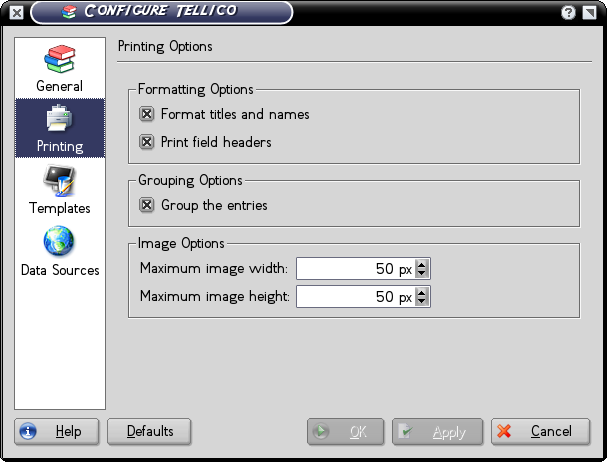 CONFIGURE TELLICO
General
Printing
Templates
Data Sources
Printing Options
Formatting Options
Format titles and names
Print field headers
Grouping Options
Group the entries
Image Options
Maximum image width: 50 px
Maximum image height: 50 px
Help Defaults OK Apply Cancel